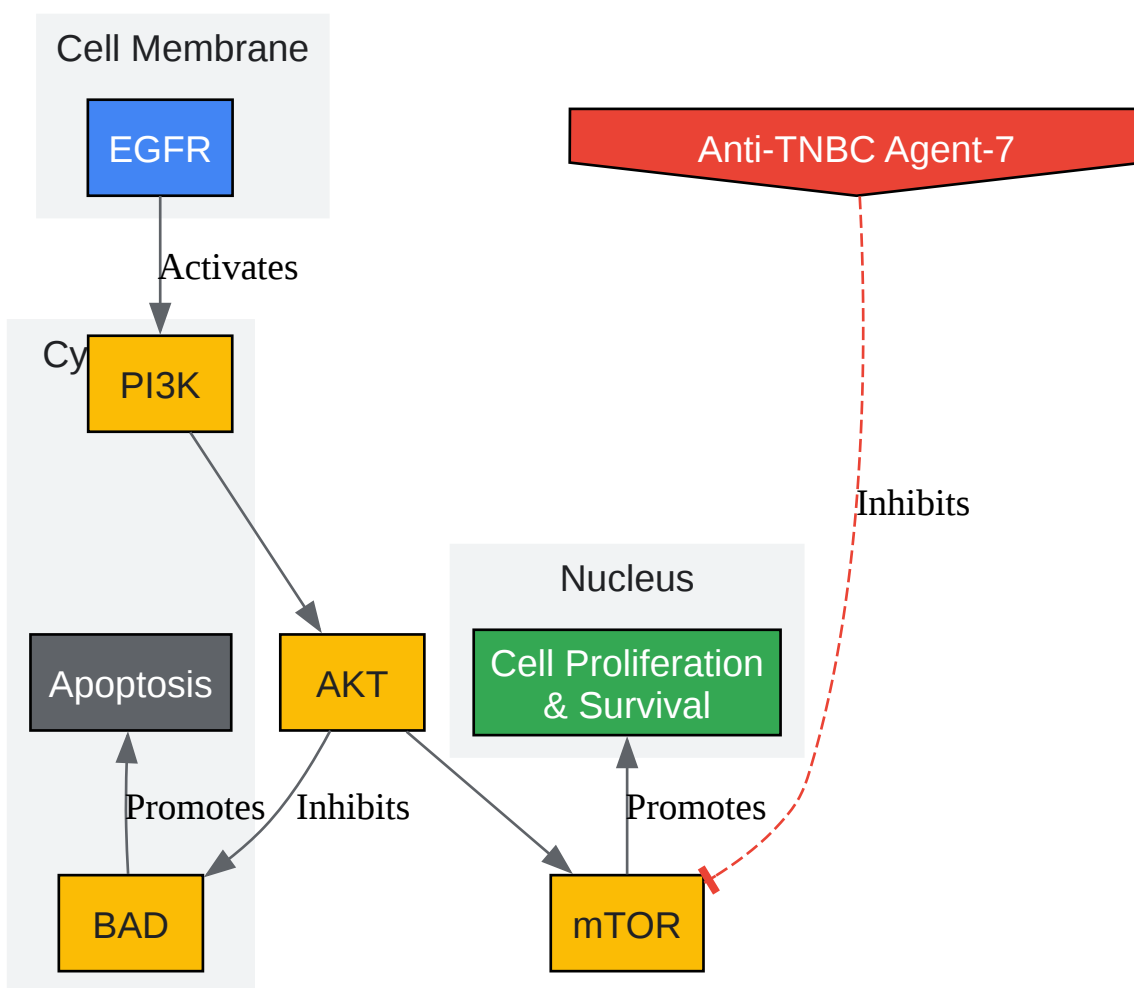 Cell Membrane
EGFR
Anti-TNBC Agent-7
Activates
Cy
PI3K
Inhibits
Nucleus
Apoptosis
AKT
Cell Proliferation
& Survival
Promotes
Inhibits
Promotes
BAD
mTOR